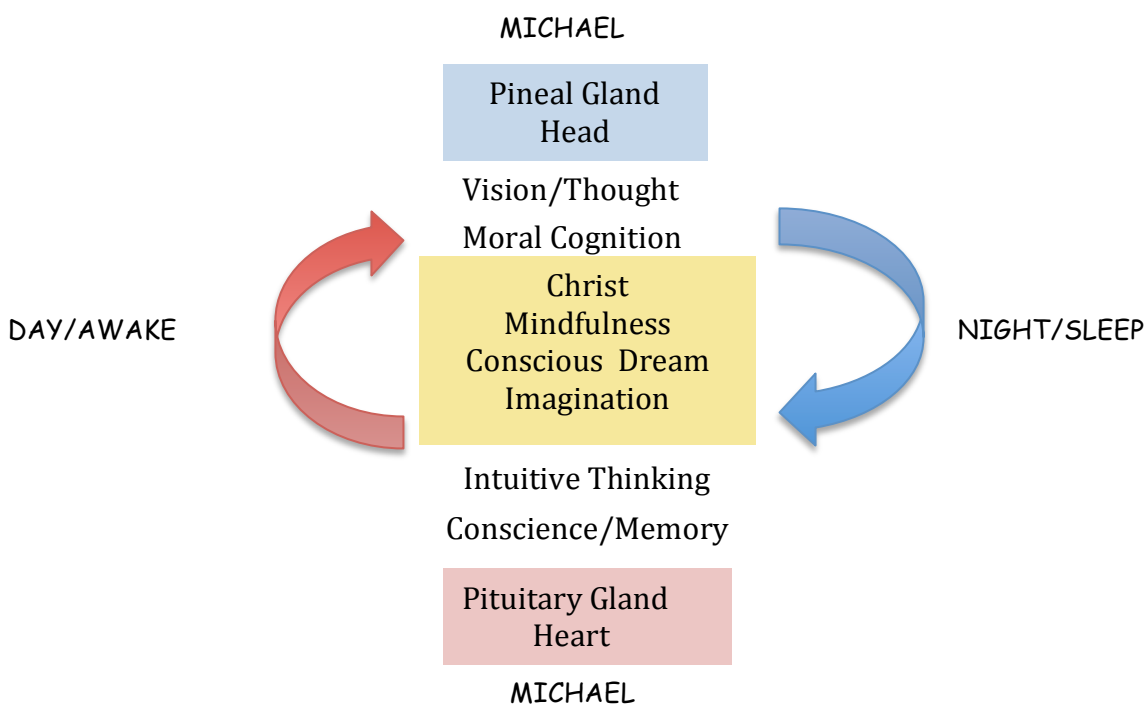 MICHAEL
Pineal Gland
Head
Vision/Thought
Moral Cognition
Christ
Mindfulness
Conscious Dream
Imagination
DAY/AWAKE
NIGHT/SLEEP
Intuitive Thinking
Conscience/Memory
Pituitary Gland
Heart
MICHAEL